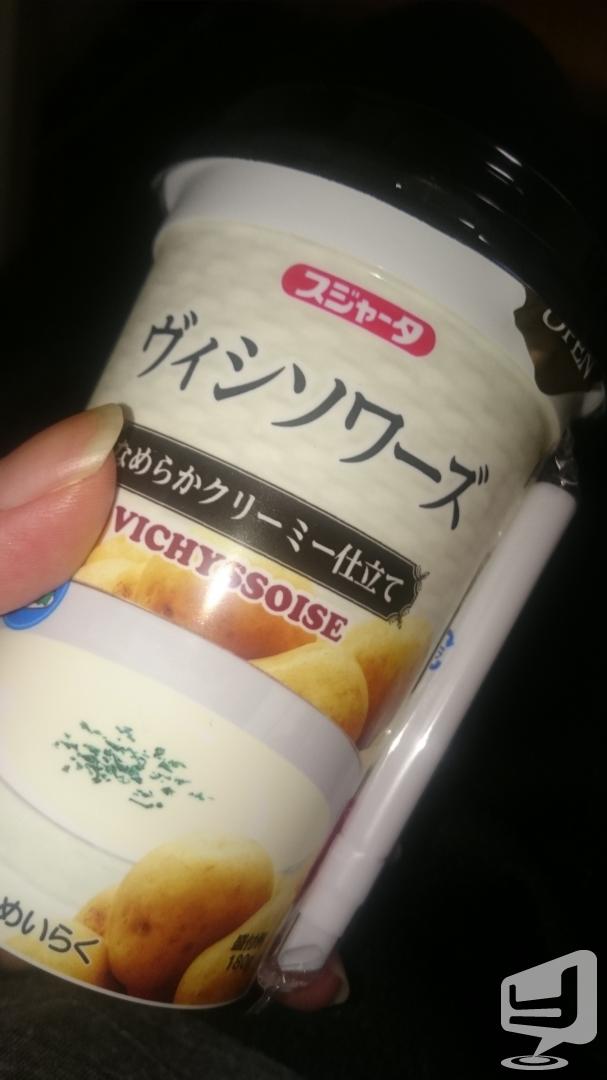 スジャータ
OPEN
ヴィシソワーズ
なめらかクリーミー仕立て
VICHYSSOISE
めいらく
180g